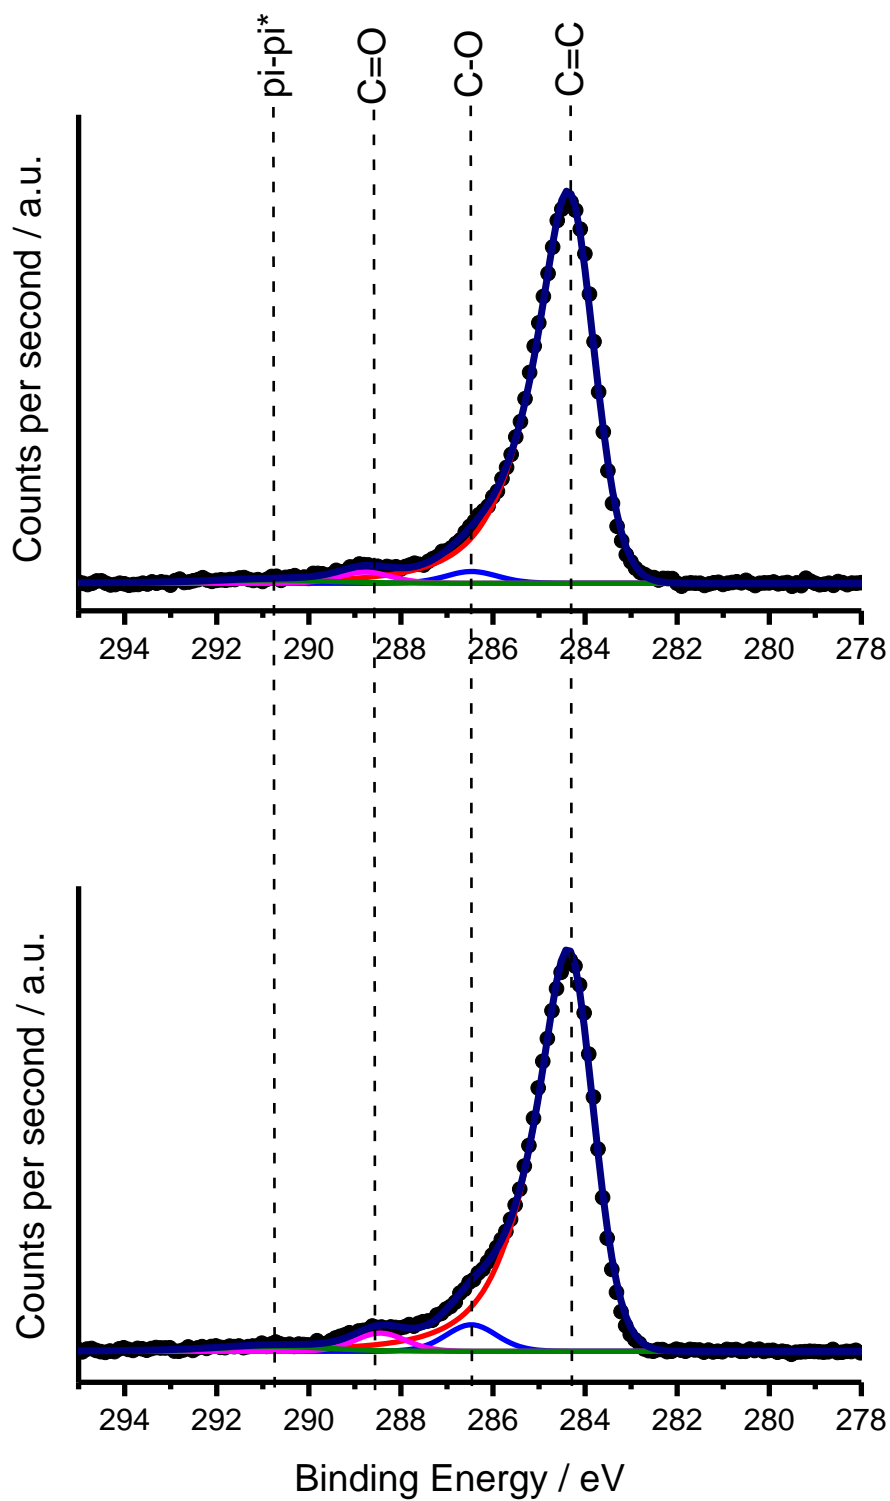 pi-pi*
C=O
C-O
C=C
Counts per second / a.u.
294 292 290 288 286 284 282 280 278
Counts per second / a.u.
294 292 290 288 286 284 282 280 278
Binding Energy / eV